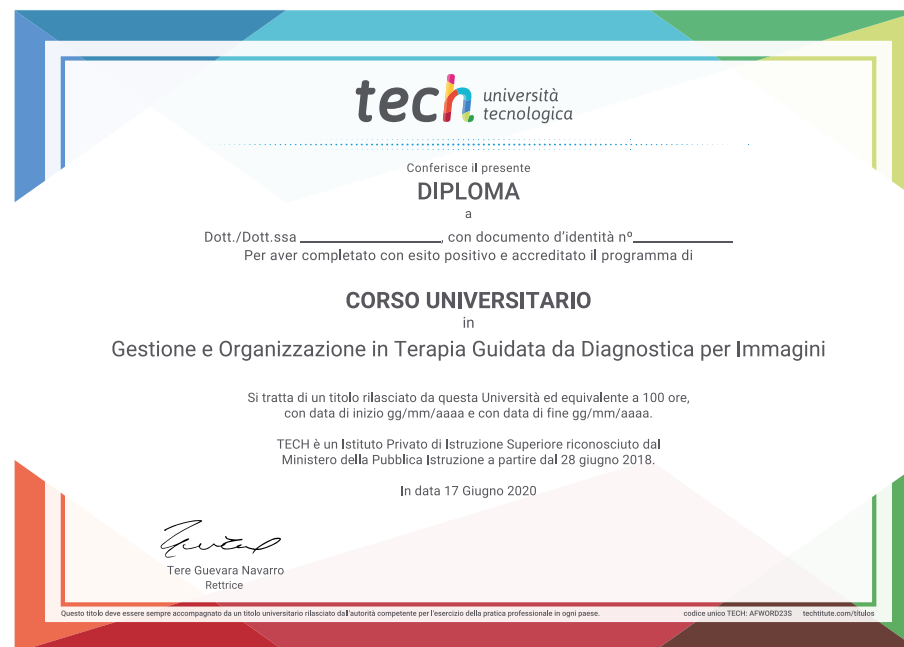 tech università
tecnologica
Conferisce il presente
DIPLOMA
a
Dott./Dott.ssa ____________________, con documento d'identità nº______________
Per aver completato con esito positivo e accreditato il programma di
CORSO UNIVERSITARIO
in
Gestione e Organizzazione in Terapia Guidata da Diagnostica per Immagini
Si tratta di un titolo rilasciato da questa Università ed equivalente a 100 ore,
con data di inizio gg/mm/aaaa e con data di fine gg/mm/aaaa.
TECH è un Istituto Privato di Istruzione Superiore riconosciuto dal
Ministero della Pubblica Istruzione a partire dal 28 giugno 2018.
In data 17 Giugno 2020
Tere Guevara Navarro
Rettrice
Questo titolo deve essere sempre accompagnato da un titolo universitario rilasciato dall'autorità competente per l'esercizio della pratica professionale in ogni paese. codice unico TECH: AFWORD23S techtitute.com/titulos